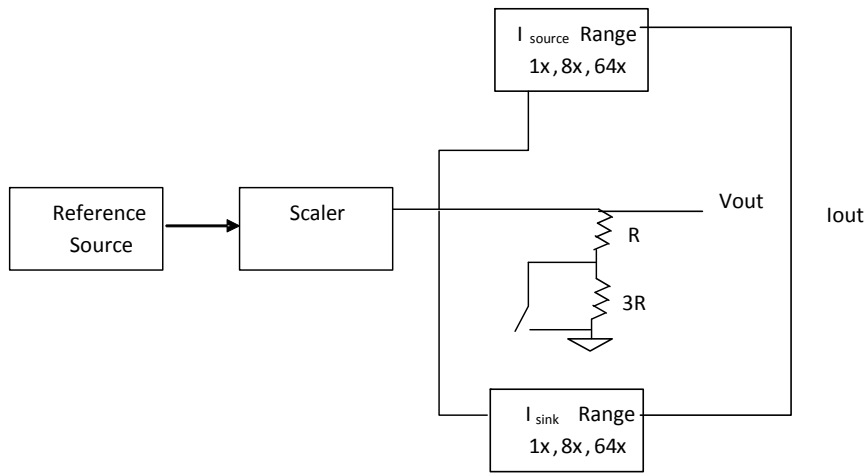 I source Range
1x, 8x, 64x
Reference
Source
Scaler
Vout
Iout
R
3R
I sink Range
1x, 8x, 64x